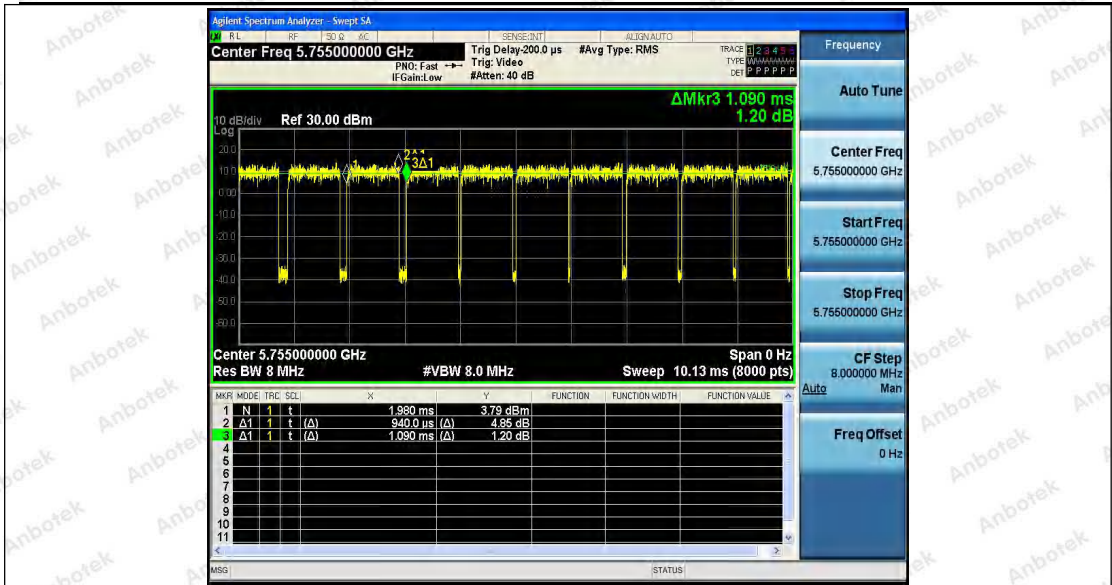 Agilent Spectrum Analyzer - Swept SA
RL RF 50 Ω AC SENSE:INT ALIGNAUTO
Center Freq 5.755000000 GHz
PNO: Fast
IFGain:Low
Trig Delay-200.0 µs
Trig: Video
#Atten: 40 dB
#Avg Type: RMS
TRACE 1 2 3 4 5 6
TYPE
DET P P P P P P
ΔMkr3 1.090 ms
1.20 dB
10 dB/div Ref 30.00 dBm
Log
20.0
10.0
0.00
-10.0
-30.0
-40.0
-50.0
-60.0
1
2
3Δ1
Center 5.755000000 GHz Span 0 Hz
Res BW 8 MHz #VBW 8.0 MHz Sweep 10.13 ms (8000 pts)
MKR MODE TRC SCL X Y FUNCTION FUNCTION WIDTH FUNCTION VALUE
1 N 1 t 1.980 ms 3.79 dBm
2 Δ1 1 t (Δ) 940.0 µs (Δ) 4.85 dB
3 Δ1 1 t (Δ) 1.090 ms (Δ) 1.20 dB
4
5
6
7
8
9
10
11
MSG STATUS
Frequency
Auto Tune
Center Freq
5.755000000 GHz
Start Freq
5.755000000 GHz
Stop Freq
5.755000000 GHz
CF Step
8.000000 MHz
Auto Man
Freq Offset
0 Hz
Anbotek